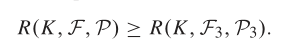 R(K, ℱ, 𝒫) ≥ R(K, ℱ₃, 𝒫₃).